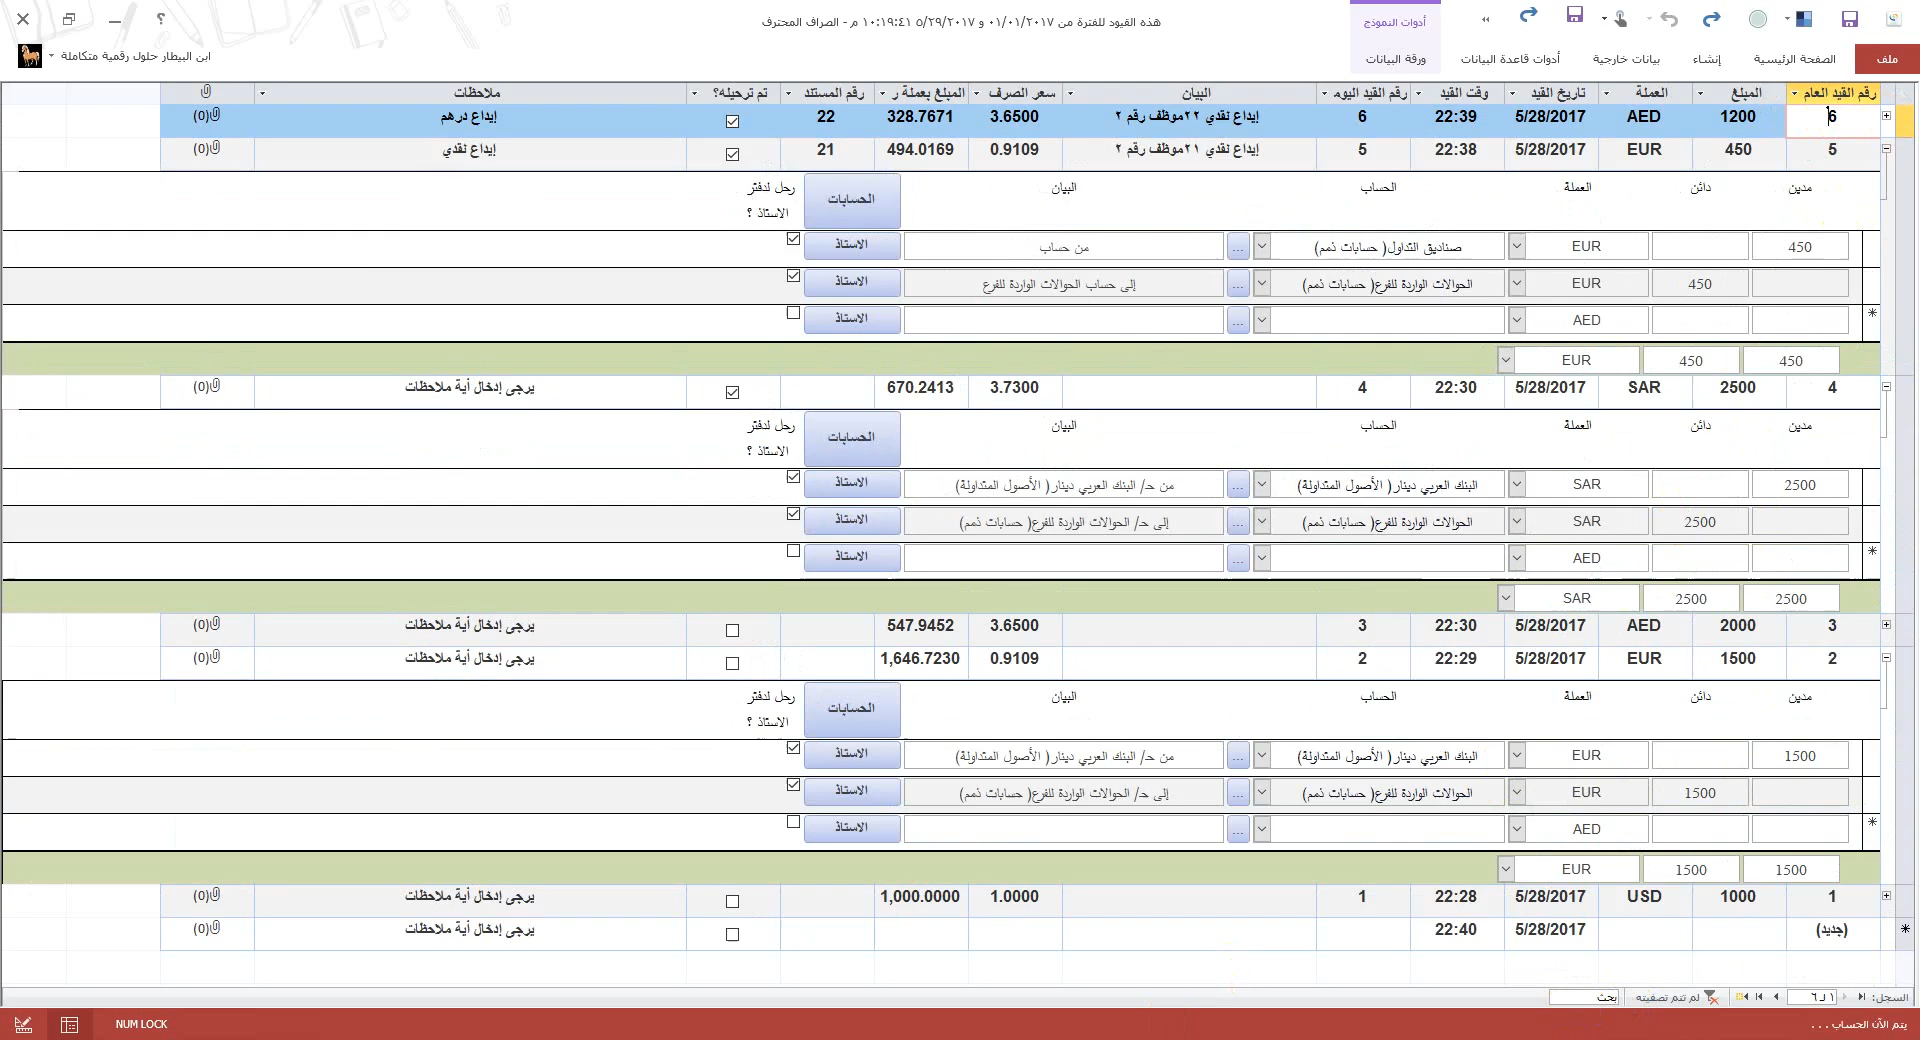 هذه القيود للفترة من ٠١/٠١/٢٠١٧ و ٥/٢٩/٢٠١٧ ١٠:١٩:٤١ م - الصراف المحترف
أدوات النموذج
ملف
الصفحة الرئيسية
إنشاء
بيانات خارجية
أدوات قاعدة البيانات
ورقة البيانات
ابن البيطار حلول رقمية متكاملة
رقم القيد العام المبلغ العملة تاريخ القيد وقت القيد رقم القيد اليوم البيان سعر الصرف المبلغ بعملة ر رقم المستند تم ترحيله؟ ملاحظات
6 1200 AED 5/28/2017 22:39 6 إيداع نقدي ٢٢موظف رقم ٢ 3.6500 328.7671 22 إيداع درهم (0)
5 450 EUR 5/28/2017 22:38 5 إيداع نقدي ٢١موظف رقم ٢ 0.9109 494.0169 21 إيداع نقدي (0)
مدين دائن العملة الحساب البيان الحسابات رحل لدفتر الاستاذ ؟
450 EUR صناديق التداول( حسابات ذمم) ... من حساب الاستاذ
450 EUR الحوالات الواردة للفرع( حسابات ذمم) ... إلى حساب الحوالات الواردة للفرع الاستاذ
AED ... الاستاذ
450 450 EUR
4 2500 SAR 5/28/2017 22:30 4 3.7300 670.2413 يرجى إدخال أية ملاحظات (0)
مدين دائن العملة الحساب البيان الحسابات رحل لدفتر الاستاذ ؟
2500 SAR البنك العربي دينار( الأصول المتداولة) ... من حـ/ البنك العربي دينار( الأصول المتداولة) الاستاذ
2500 SAR الحوالات الواردة للفرع( حسابات ذمم) ... إلى حـ/ الحوالات الواردة للفرع( حسابات ذمم) الاستاذ
AED ... الاستاذ
2500 2500 SAR
3 2000 AED 5/28/2017 22:30 3 3.6500 547.9452 يرجى إدخال أية ملاحظات (0)
2 1500 EUR 5/28/2017 22:29 2 0.9109 1,646.7230 يرجى إدخال أية ملاحظات (0)
مدين دائن العملة الحساب البيان الحسابات رحل لدفتر الاستاذ ؟
1500 EUR البنك العربي دينار( الأصول المتداولة) ... من حـ/ البنك العربي دينار( الأصول المتداولة) الاستاذ
1500 EUR الحوالات الواردة للفرع( حسابات ذمم) ... إلى حـ/ الحوالات الواردة للفرع( حسابات ذمم) الاستاذ
AED ... الاستاذ
1500 1500 EUR
1 1000 USD 5/28/2017 22:28 1 1.0000 1,000.0000 يرجى إدخال أية ملاحظات (0)
(جديد) 5/28/2017 22:40 يرجى إدخال أية ملاحظات (0)
السجل: ١ لـ ٦ لم تتم تصفيته بحث
يتم الآن الحساب . . .
NUM LOCK